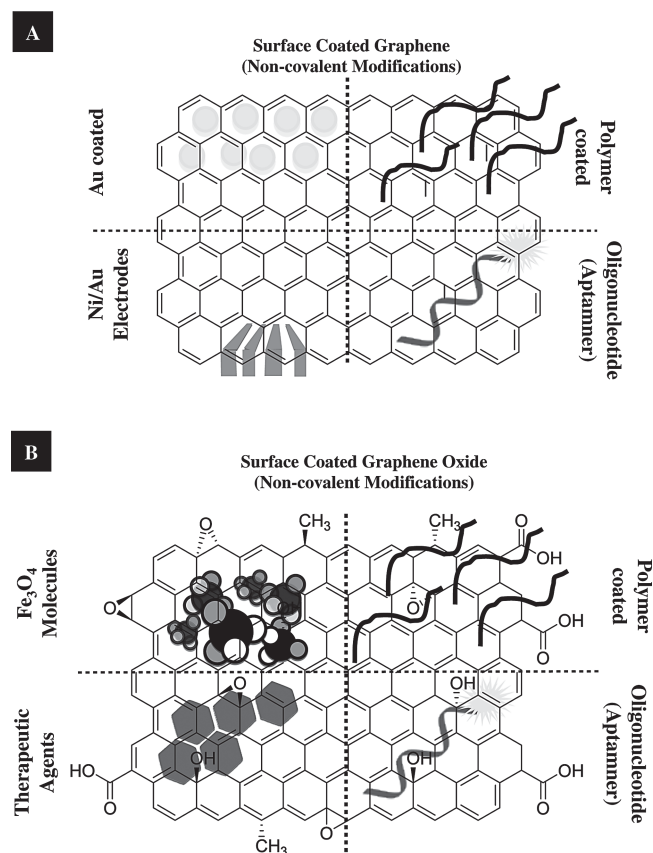 A
Surface Coated Graphene
(Non-covalent Modifications)
Au coated
Polymer
coated
Ni/Au
Electrodes
Oligonucleotide
(Aptamner)
B
Surface Coated Graphene Oxide
(Non-covalent Modifications)
Fe3O4
Molecules
Polymer
coated
O
CH3
CH3
O
OH
O
O
OH
O
Therapeutic
Agents
Oligonucleotide
(Aptamner)
O
OH
OH
OH
HO
O
OH
O
O
CH3